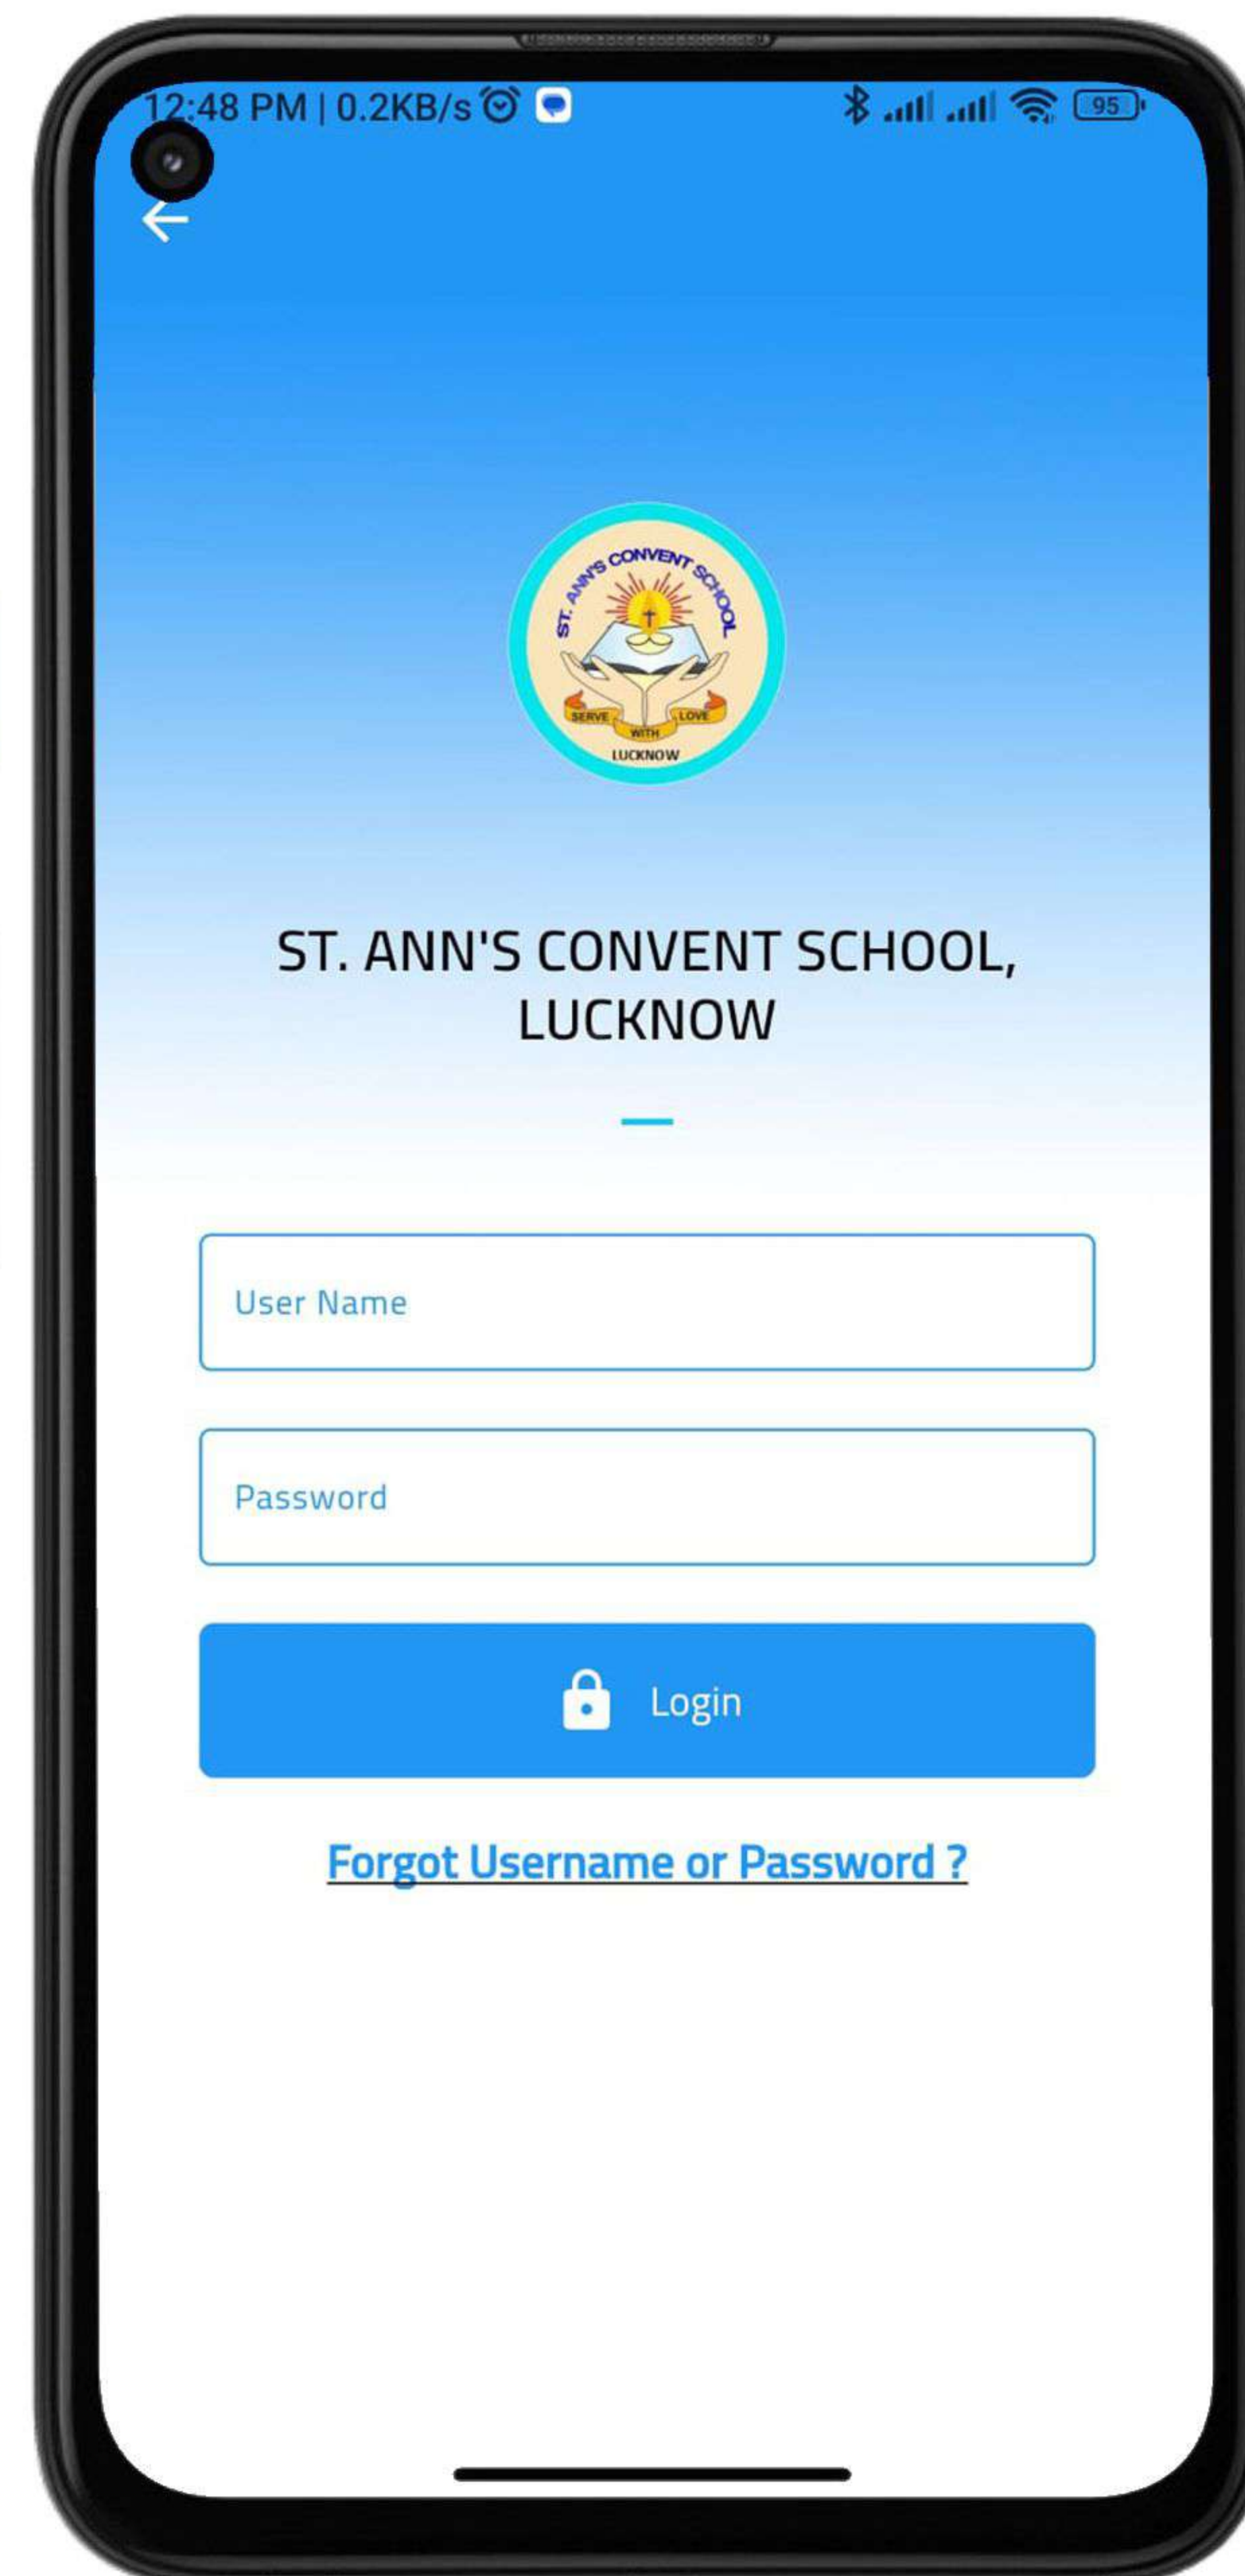 12:48 PM | 0.2KB/s
95
ST. ANN'S CONVENT SCHOOL
SERVE WITH LOVE
LUCKNOW
ST. ANN'S CONVENT SCHOOL,
LUCKNOW
User Name
Password
Login
Forgot Username or Password ?